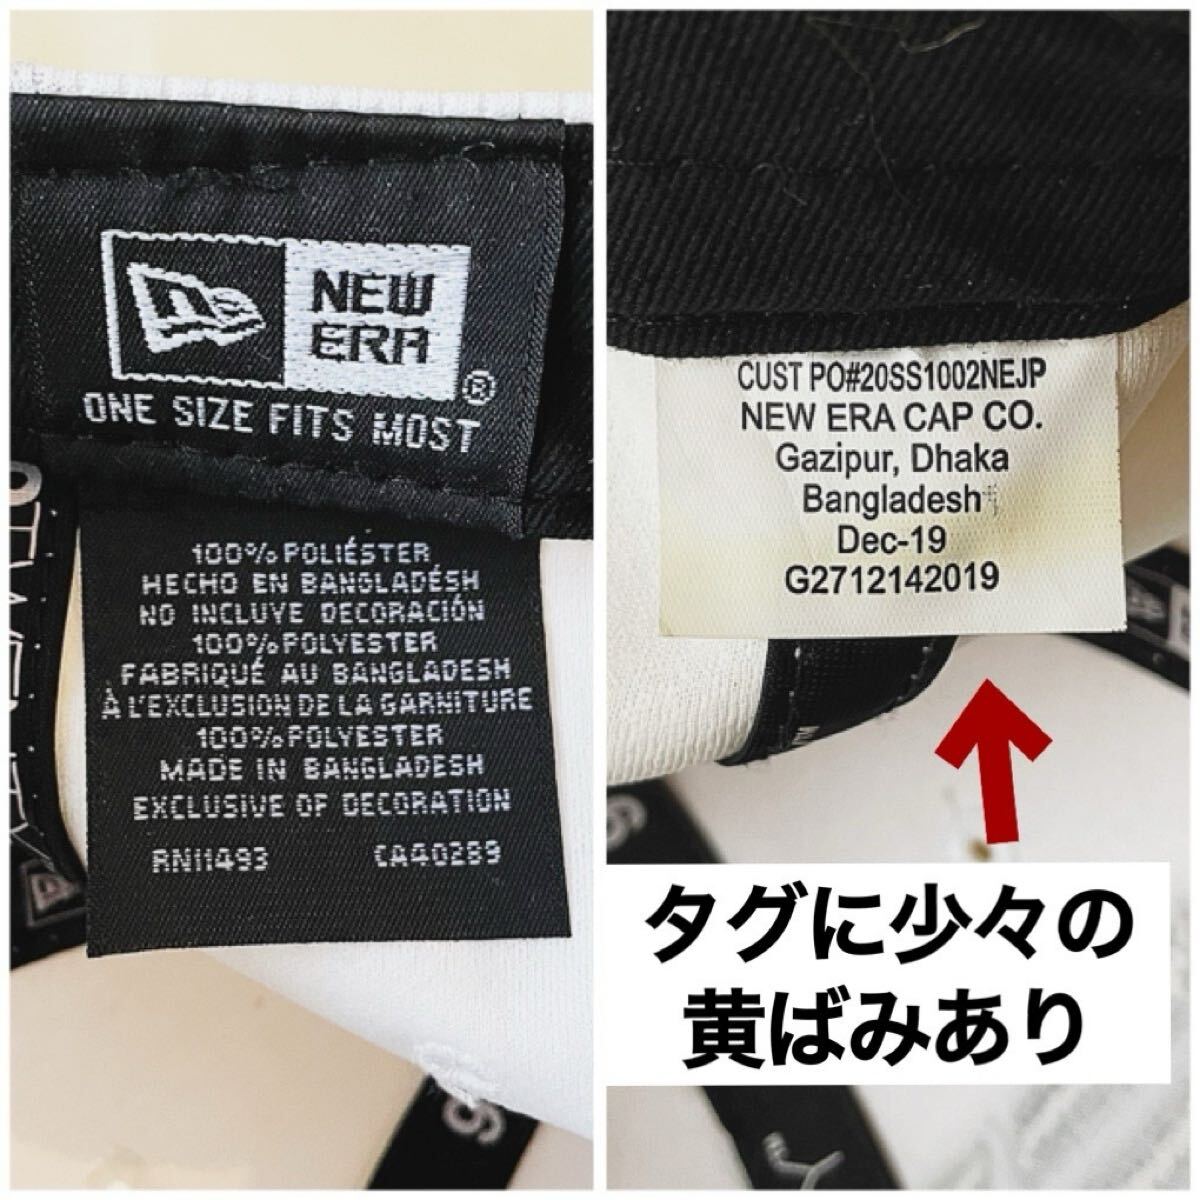 NEW
ERA
®
ONE SIZE FITS MOST
100% POLIÉSTER
HECHO EN BANGLADÉSH
NO INCLUYE DECORACIÓN
100% POLYESTER
FABRIQUÉ AU BANGLADESH
À L'EXCLUSION DE LA GARNITURE
100% POLYESTER
MADE IN BANGLADESH
EXCLUSIVE OF DECORATION
RN11493 CA40289
CUST PO#20SS1002NEJP
NEW ERA CAP CO.
Gazipur, Dhaka
Bangladesh
Dec-19
G2712142019
タグに少々の
黄ばみあり